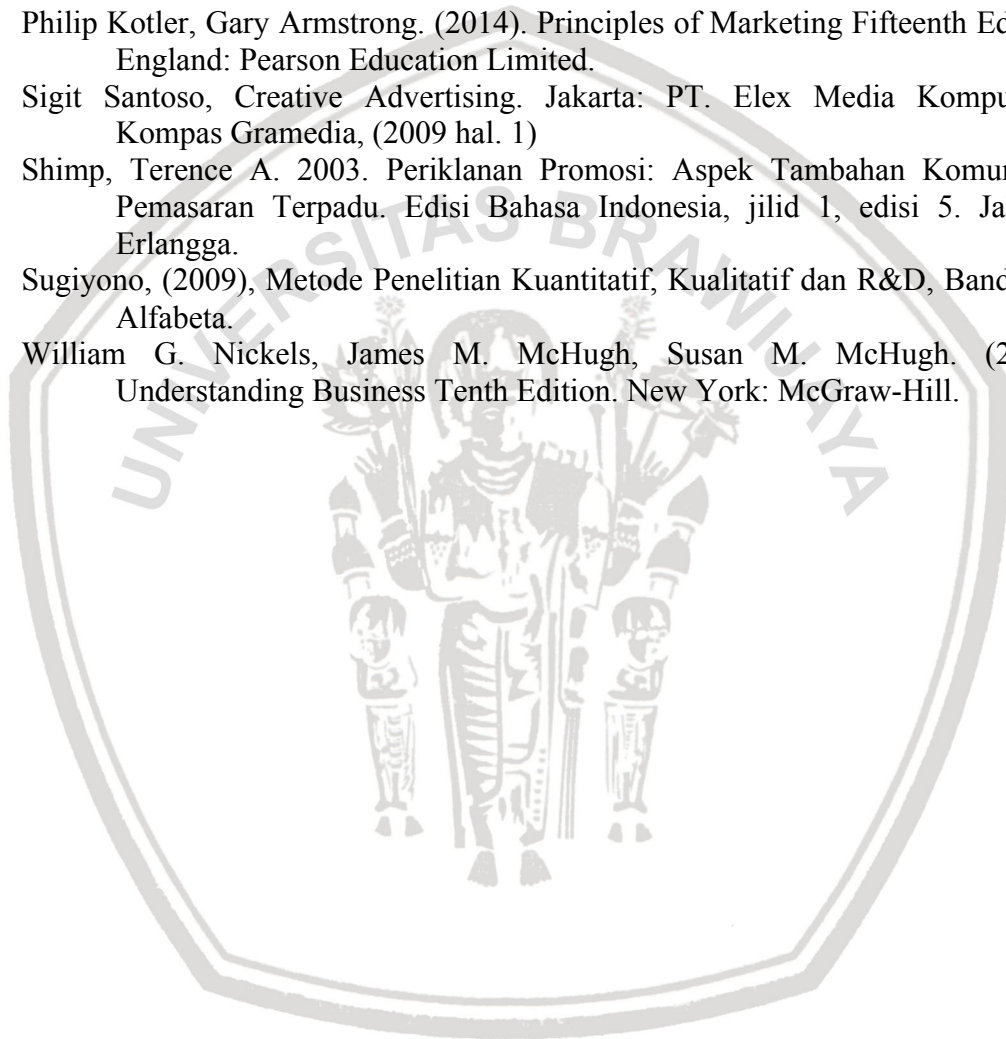 Philip Kotler, Gary Armstrong. (2014). Principles of Marketing Fifteenth Ed
England: Pearson Education Limited.
Sigit Santoso, Creative Advertising. Jakarta: PT. Elex Media Kompu
Kompas Gramedia, (2009 hal. 1)
Shimp, Terence A. 2003. Periklanan Promosi: Aspek Tambahan Komu
Pemasaran Terpadu. Edisi Bahasa Indonesia, jilid 1, edisi 5. Ja
Erlangga.
Sugiyono, (2009), Metode Penelitian Kuantitatif, Kualitatif dan R&D, Band
Alfabeta.
William G. Nickels, James M. McHugh, Susan M. McHugh. (2
Understanding Business Tenth Edition. New York: McGraw-Hill.
UNIVERSITAS BRAWIJAYA